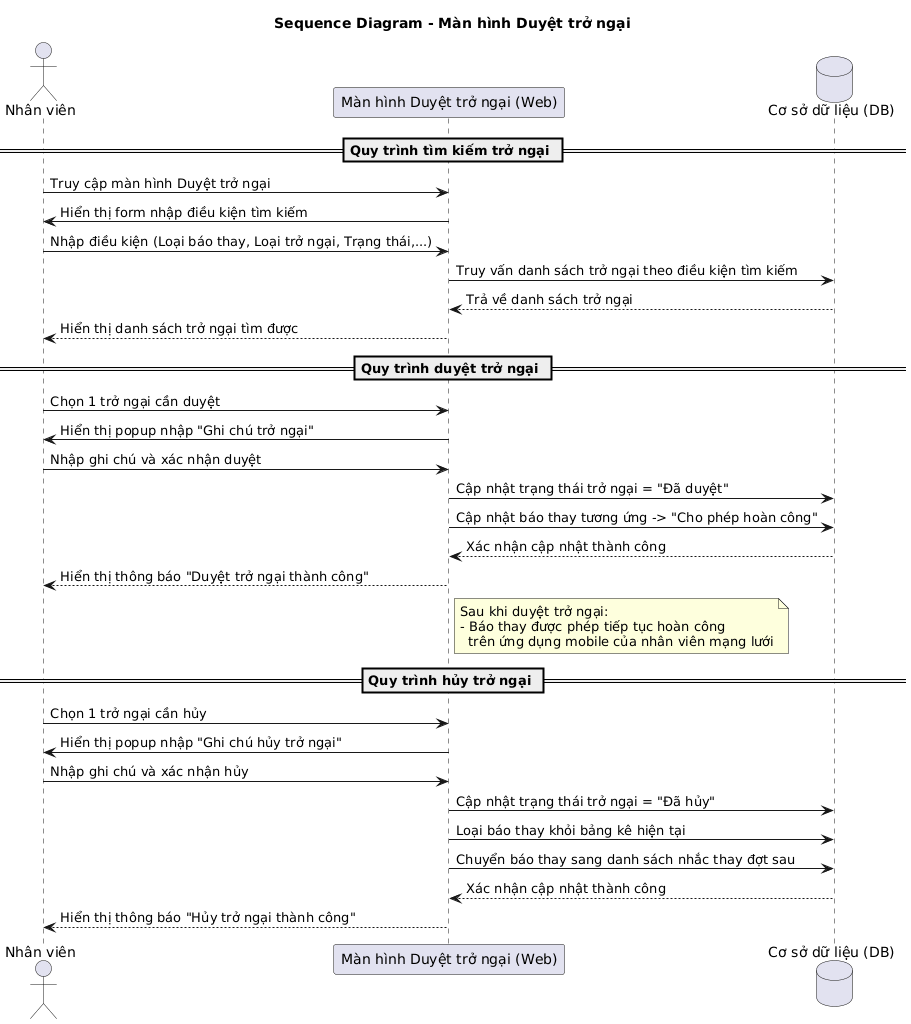 Sequence Diagram - Màn hình Duyệt trở ngại
Nhân viên
Màn hình Duyệt trở ngại (Web)
Cơ sở dữ liệu (DB)
Quy trình tìm kiếm trở ngại
Truy cập màn hình Duyệt trở ngại
Hiển thị form nhập điều kiện tìm kiếm
Nhập điều kiện (Loại báo thay, Loại trở ngại, Trạng thái,...)
Truy vấn danh sách trở ngại theo điều kiện tìm kiếm
Trả về danh sách trở ngại
Hiển thị danh sách trở ngại tìm được
Quy trình duyệt trở ngại
Chọn 1 trở ngại cần duyệt
Hiển thị popup nhập "Ghi chú trở ngại"
Nhập ghi chú và xác nhận duyệt
Cập nhật trạng thái trở ngại = "Đã duyệt"
Cập nhật báo thay tương ứng -> "Cho phép hoàn công"
Xác nhận cập nhật thành công
Hiển thị thông báo "Duyệt trở ngại thành công"
Sau khi duyệt trở ngại:
- Báo thay được phép tiếp tục hoàn công
trên ứng dụng mobile của nhân viên mạng lưới
Quy trình hủy trở ngại
Chọn 1 trở ngại cần hủy
Hiển thị popup nhập "Ghi chú hủy trở ngại"
Nhập ghi chú và xác nhận hủy
Cập nhật trạng thái trở ngại = "Đã hủy"
Loại báo thay khỏi bảng kê hiện tại
Chuyển báo thay sang danh sách nhắc thay đợt sau
Xác nhận cập nhật thành công
Hiển thị thông báo "Hủy trở ngại thành công"
Nhân viên
Màn hình Duyệt trở ngại (Web)
Cơ sở dữ liệu (DB)